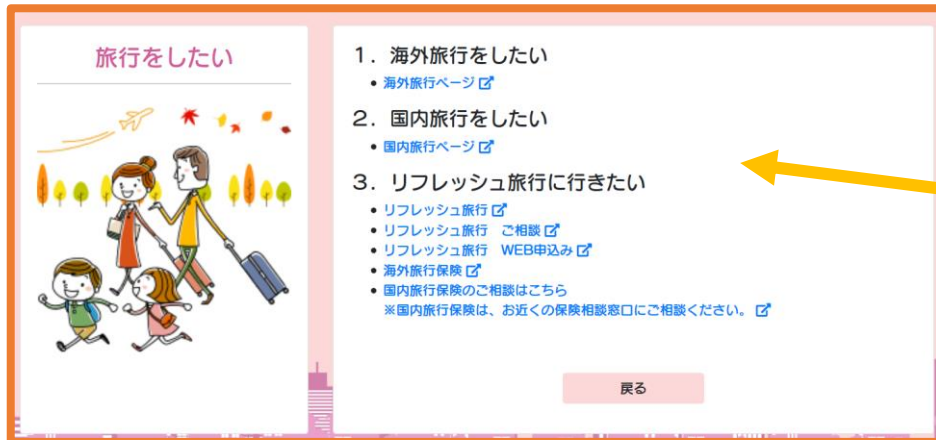 旅行をしたい
1. 海外旅行をしたい
海外旅行ページ
2. 国内旅行をしたい
国内旅行ページ
3. リフレッシュ旅行に行きたい
リフレッシュ旅行
リフレッシュ旅行　ご相談
リフレッシュ旅行　WEB申込み
海外旅行保険
国内旅行保険のご相談はこちら
※国内旅行保険は、お近くの保険相談窓口にご相談ください。
戻る